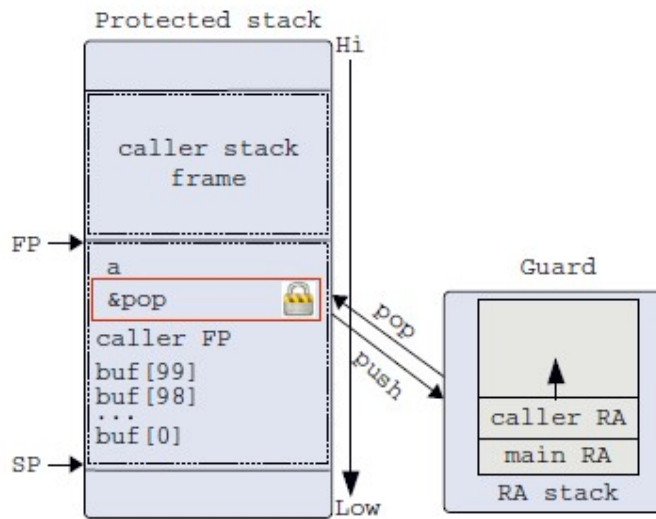 Protected stack
Hi
caller stack
frame
FP
a
&pop
caller FP
buf[99]
buf[98]
...
buf[0]
SP
Low
pop
push
Guard
caller RA
main RA
RA stack